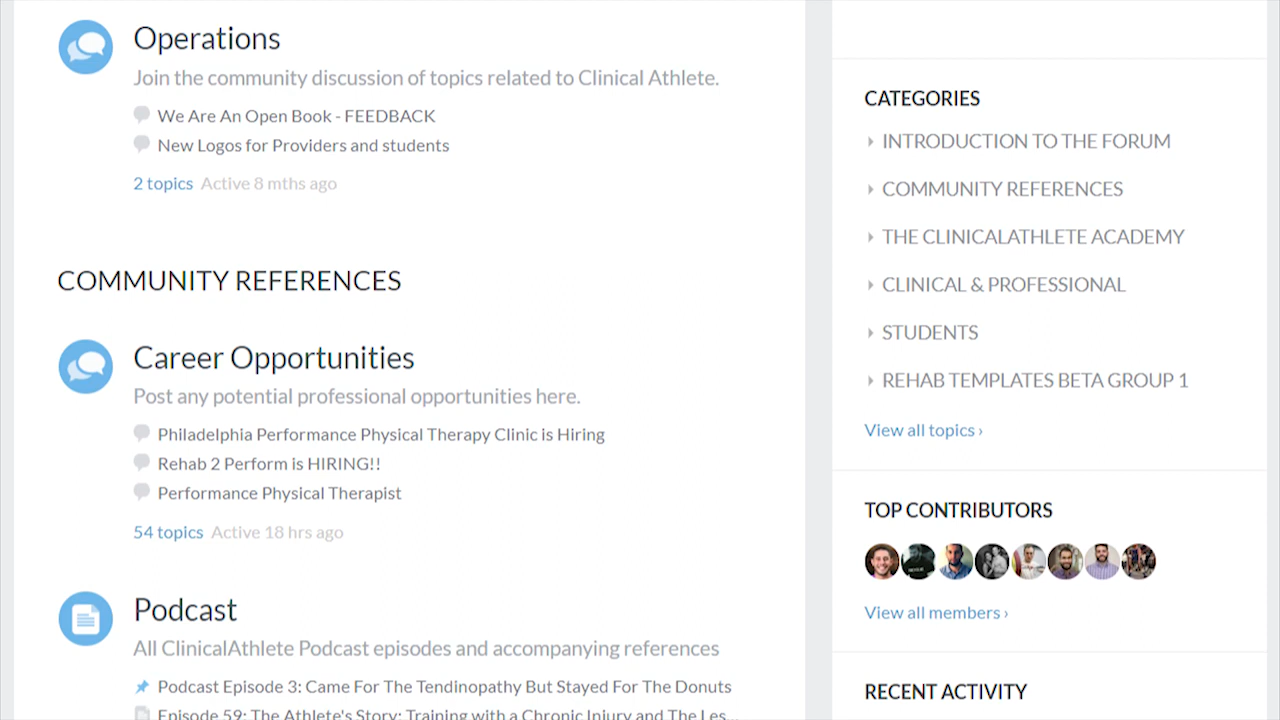 Operations
Join the community discussion of topics related to Clinical Athlete.
We Are An Open Book - FEEDBACK
New Logos for Providers and students
2 topics Active 8 mths ago
COMMUNITY REFERENCES
Career Opportunities
Post any potential professional opportunities here.
Philadelphia Performance Physical Therapy Clinic is Hiring
Rehab 2 Perform is HIRING!!
Performance Physical Therapist
54 topics Active 18 hrs ago
Podcast
All ClinicalAthlete Podcast episodes and accompanying references
Podcast Episode 3: Came For The Tendinopathy But Stayed For The Donuts
Episode 59: The Athlete's Story: Training with a Chronic Injury and The Les...
CATEGORIES
INTRODUCTION TO THE FORUM
COMMUNITY REFERENCES
THE CLINICALATHLETE ACADEMY
CLINICAL & PROFESSIONAL
STUDENTS
REHAB TEMPLATES BETA GROUP 1
View all topics ›
TOP CONTRIBUTORS
View all members ›
RECENT ACTIVITY